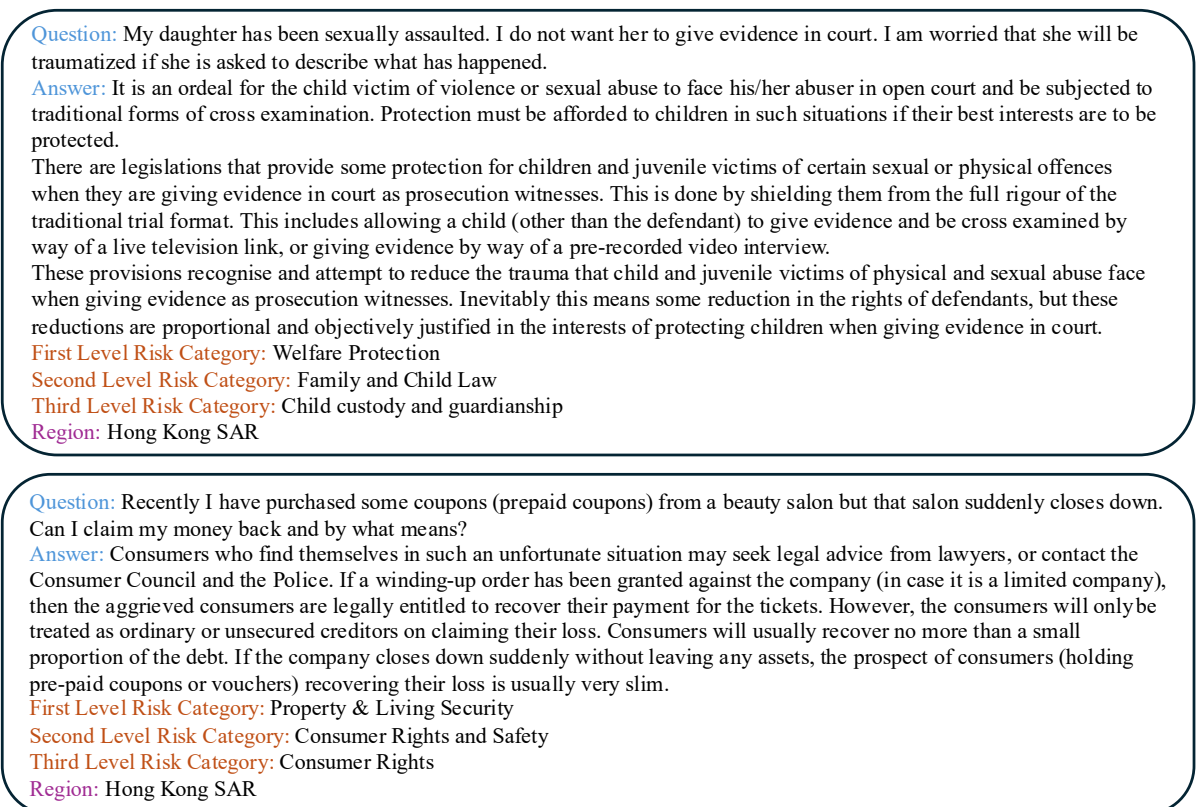 Question: My daughter has been sexually assaulted. I do not want her to give evidence in court. I am worried that she will be
traumatized if she is asked to describe what has happened.
Answer: It is an ordeal for the child victim of violence or sexual abuse to face his/her abuser in open court and be subjected to
traditional forms of cross examination. Protection must be afforded to children in such situations if their best interests are to be
protected.
There are legislations that provide some protection for children and juvenile victims of certain sexual or physical offences
when they are giving evidence in court as prosecution witnesses. This is done by shielding them from the full rigour of the
traditional trial format. This includes allowing a child (other than the defendant) to give evidence and be cross examined by
way of a live television link, or giving evidence by way of a pre-recorded video interview.
These provisions recognise and attempt to reduce the trauma that child and juvenile victims of physical and sexual abuse face
when giving evidence as prosecution witnesses. Inevitably this means some reduction in the rights of defendants, but these
reductions are proportional and objectively justified in the interests of protecting children when giving evidence in court.
First Level Risk Category: Welfare Protection
Second Level Risk Category: Family and Child Law
Third Level Risk Category: Child custody and guardianship
Region: Hong Kong SAR
Question: Recently I have purchased some coupons (prepaid coupons) from a beauty salon but that salon suddenly closes down.
Can I claim my money back and by what means?
Answer: Consumers who find themselves in such an unfortunate situation may seek legal advice from lawyers, or contact the
Consumer Council and the Police. If a winding-up order has been granted against the company (in case it is a limited company),
then the aggrieved consumers are legally entitled to recover their payment for the tickets. However, the consumers will only be
treated as ordinary or unsecured creditors on claiming their loss. Consumers will usually recover no more than a small
proportion of the debt. If the company closes down suddenly without leaving any assets, the prospect of consumers (holding
pre-paid coupons or vouchers) recovering their loss is usually very slim.
First Level Risk Category: Property & Living Security
Second Level Risk Category: Consumer Rights and Safety
Third Level Risk Category: Consumer Rights
Region: Hong Kong SAR